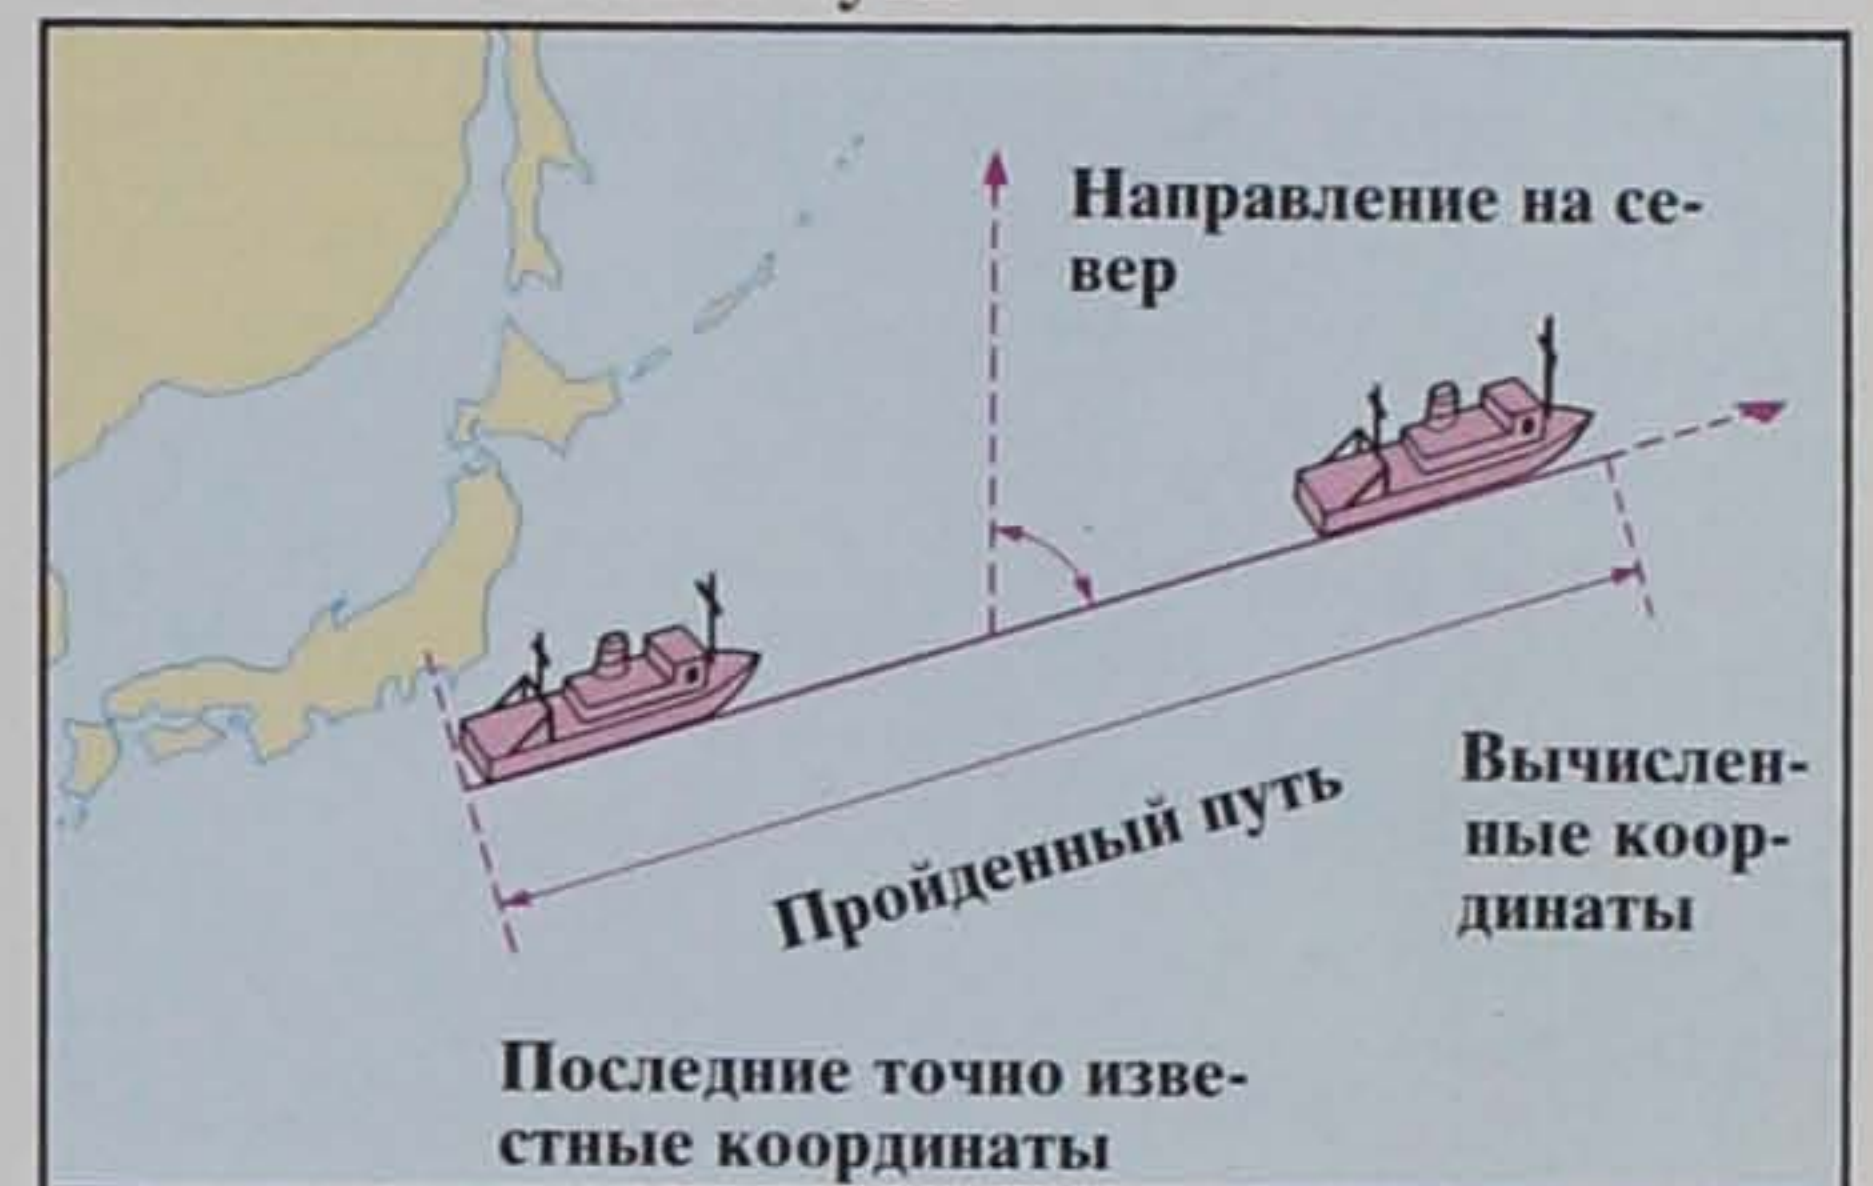 Направление на се-
вер
Пройденный путь
Вычислен-
ные коор-
динаты
Последние точно изве-
стные координаты